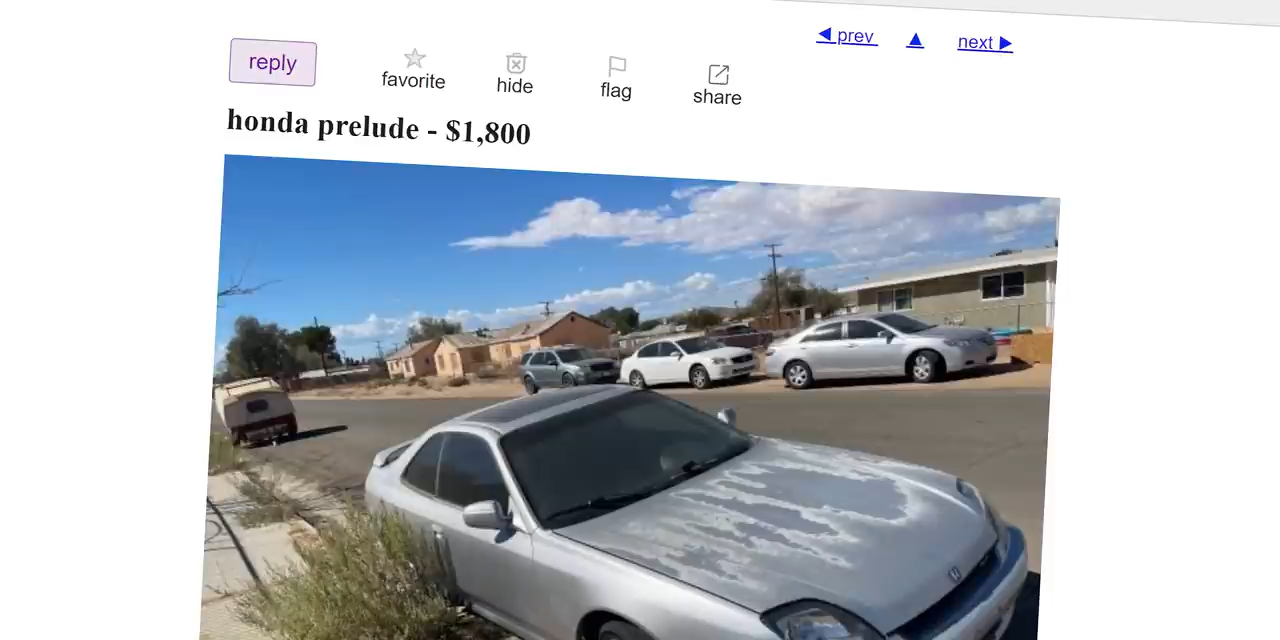 ◀ prev ▲ next ▶
reply favorite hide flag share
honda prelude - $1,800